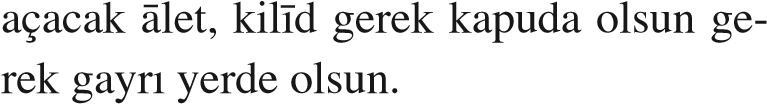 açacak ālet, kilīd gerek kapuda olsun ge-
rek gayrı yerde olsun.